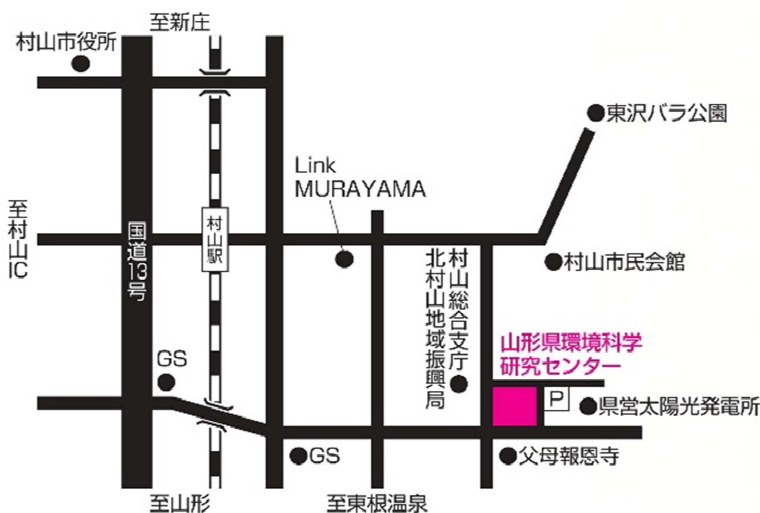 至新庄
村山市役所
東沢バラ公園
Link
MURAYAMA
至村山IC
国道13号
村山駅
村山総合支庁
北村山地域振興局
村山市民会館
山形県環境科学
研究センター
GS
P
県営太陽光発電所
GS
父母報恩寺
至山形
至東根温泉